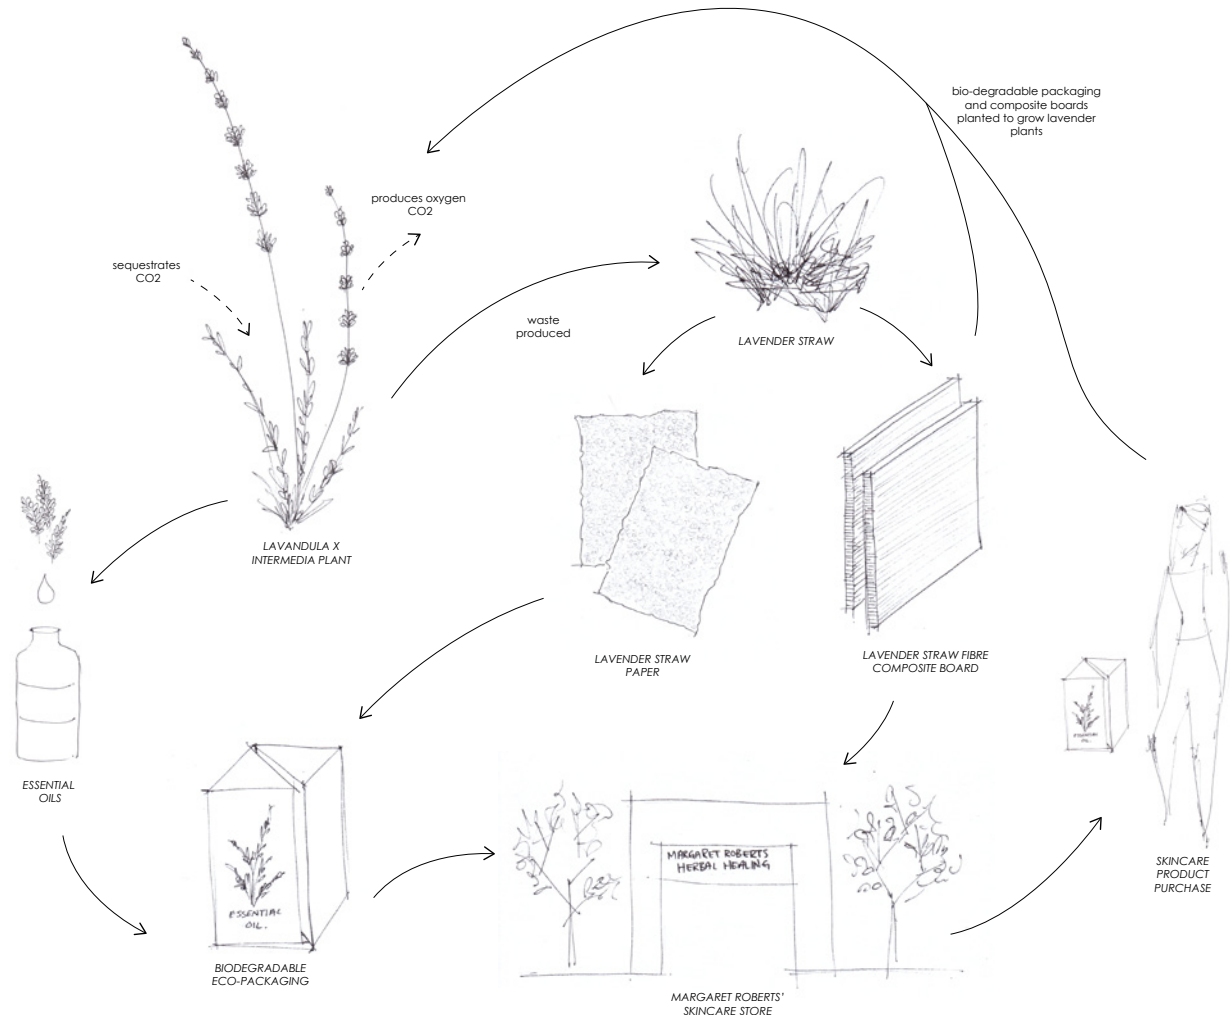 bio-degradable packaging
and composite boards
planted to grow lavender
plants
produces oxygen
CO2
sequestrates
CO2
waste
produced
LAVENDER STRAW
LAVANDULA X
INTERMEDIA PLANT
LAVENDER STRAW
PAPER
LAVENDER STRAW FIBRE
COMPOSITE BOARD
ESSENTIAL
OIL.
ESSENTIAL
OILS
MARGARET ROBERTS
HERBAL HEALING
SKINCARE
PRODUCT
PURCHASE
ESSENTIAL
OIL.
BIODEGRADABLE
ECO-PACKAGING
MARGARET ROBERTS'
SKINCARE STORE